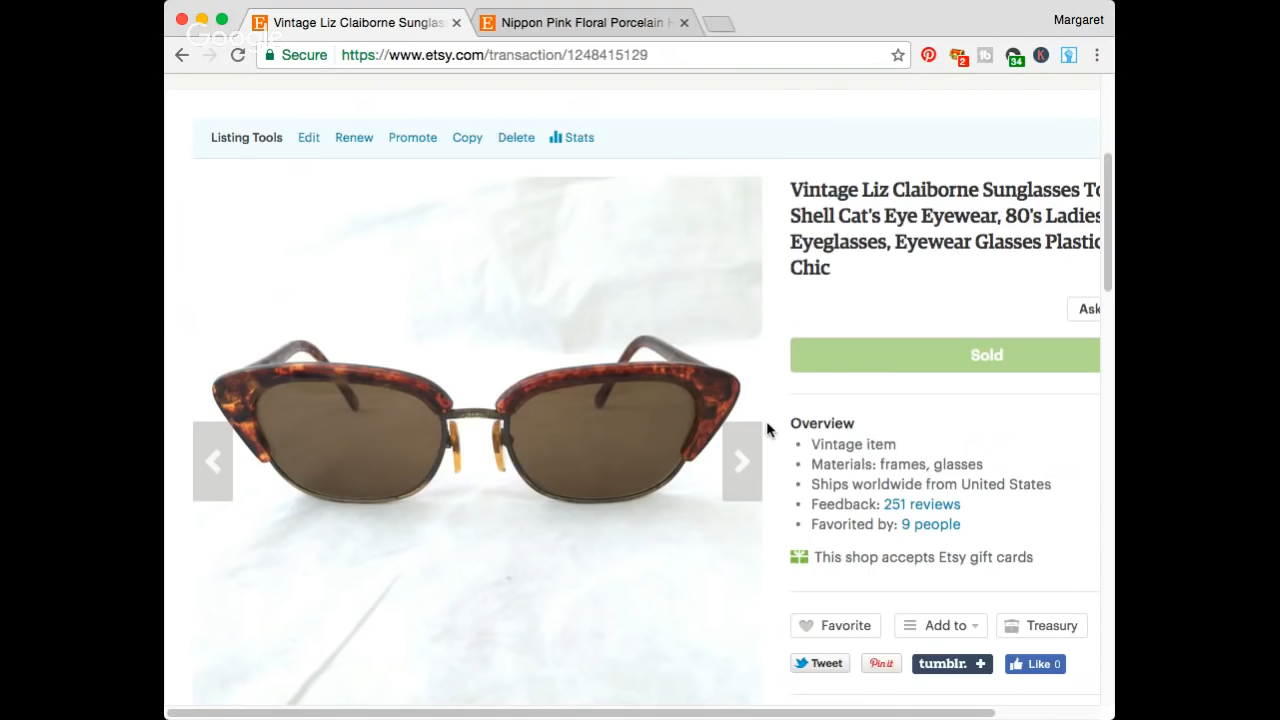 Vintage Liz Claiborne Sunglas
Nippon Pink Floral Porcelain H
Margaret
Google
Secure
https://www.etsy.com/transaction/1248415129
2
34
K
Listing Tools
Edit
Renew
Promote
Copy
Delete
Stats
Vintage Liz Claiborne Sunglasses To
Shell Cat's Eye Eyewear, 80's Ladies
Eyeglasses, Eyewear Glasses Plastic
Chic
Ask
Sold
Overview
• Vintage item
• Materials: frames, glasses
• Ships worldwide from United States
• Feedback: 251 reviews
• Favorited by: 9 people
This shop accepts Etsy gift cards
Favorite
Add to
Treasury
Tweet
Pin it
tumblr. +
Like 0